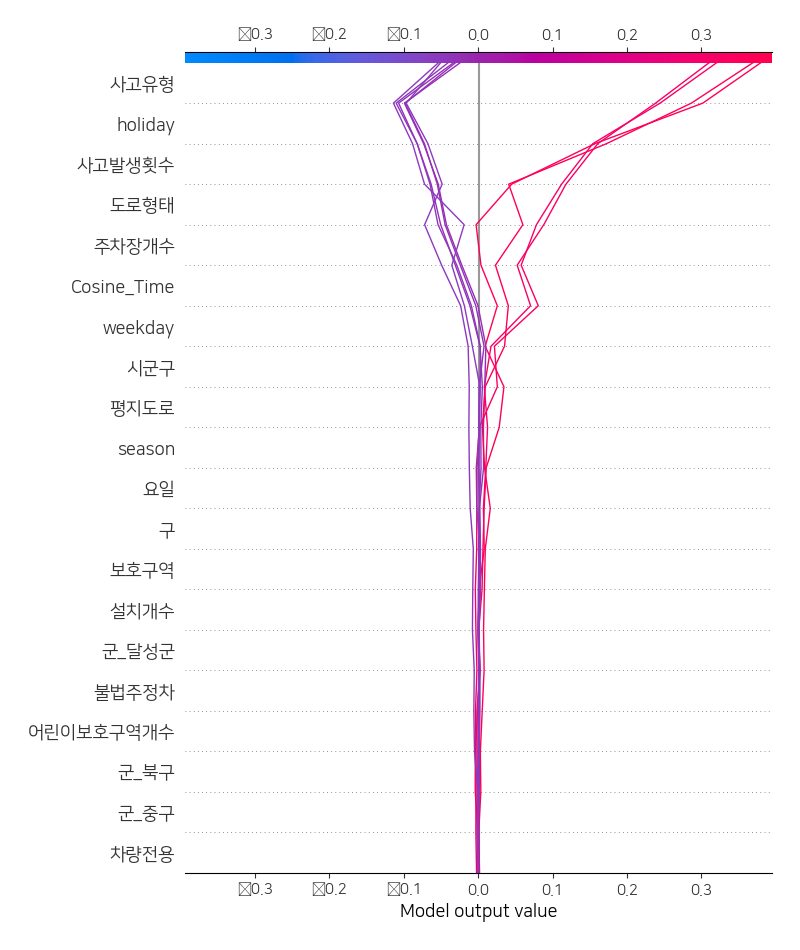 ☒0.3 ☒0.2 ☒0.1 0.0 0.1 0.2 0.3
사고유형
holiday
사고발생횟수
도로형태
주차장개수
Cosine_Time
weekday
시군구
평지도로
season
요일
구
보호구역
설치개수
군_달성군
불법주정차
어린이보호구역개수
군_북구
군_중구
차량전용
☒0.3 ☒0.2 ☒0.1 0.0 0.1 0.2 0.3
Model output value